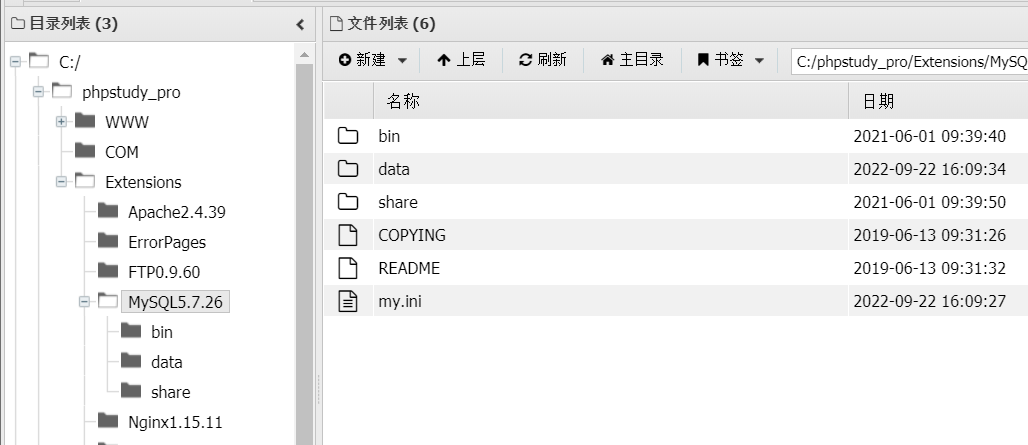 目录列表 (3)
C:/
phpstudy_pro
WWW
COM
Extensions
Apache2.4.39
ErrorPages
FTP0.9.60
MySQL5.7.26
bin
data
share
Nginx1.15.11
文件列表 (6)
新建 上层 刷新 主目录 书签 C:/phpstudy_pro/Extensions/MySQ
名称 日期
bin 2021-06-01 09:39:40
data 2022-09-22 16:09:34
share 2021-06-01 09:39:50
COPYING 2019-06-13 09:31:26
README 2019-06-13 09:31:32
my.ini 2022-09-22 16:09:27